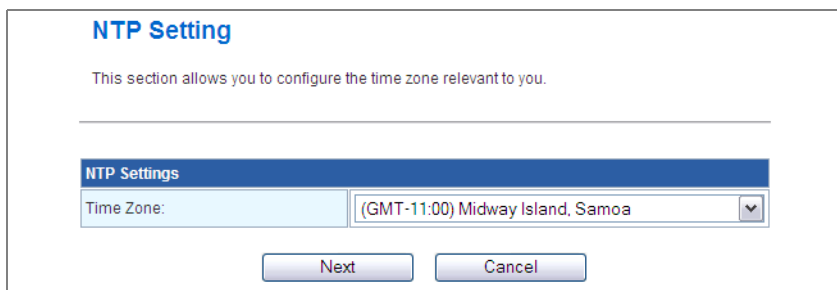 NTP Setting
This section allows you to configure the time zone relevant to you.
NTP Settings
Time Zone: (GMT-11:00) Midway Island, Samoa
Next Cancel